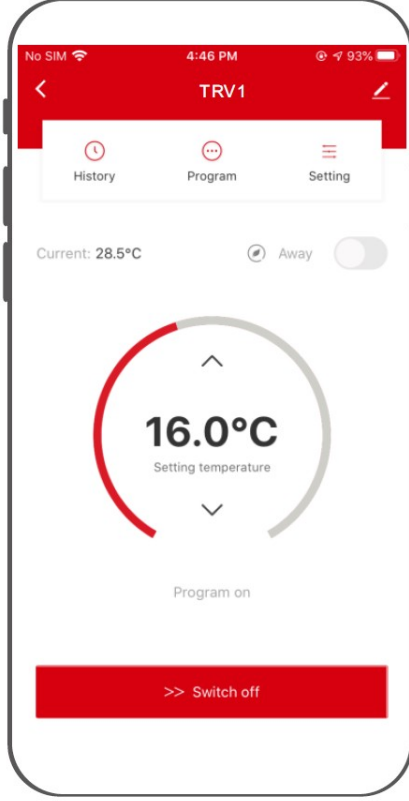 No SIM 4:46 PM 93%
TRV1
History Program Setting
Current: 28.5°C Away
16.0°C
Setting temperature
Program on
>> Switch off